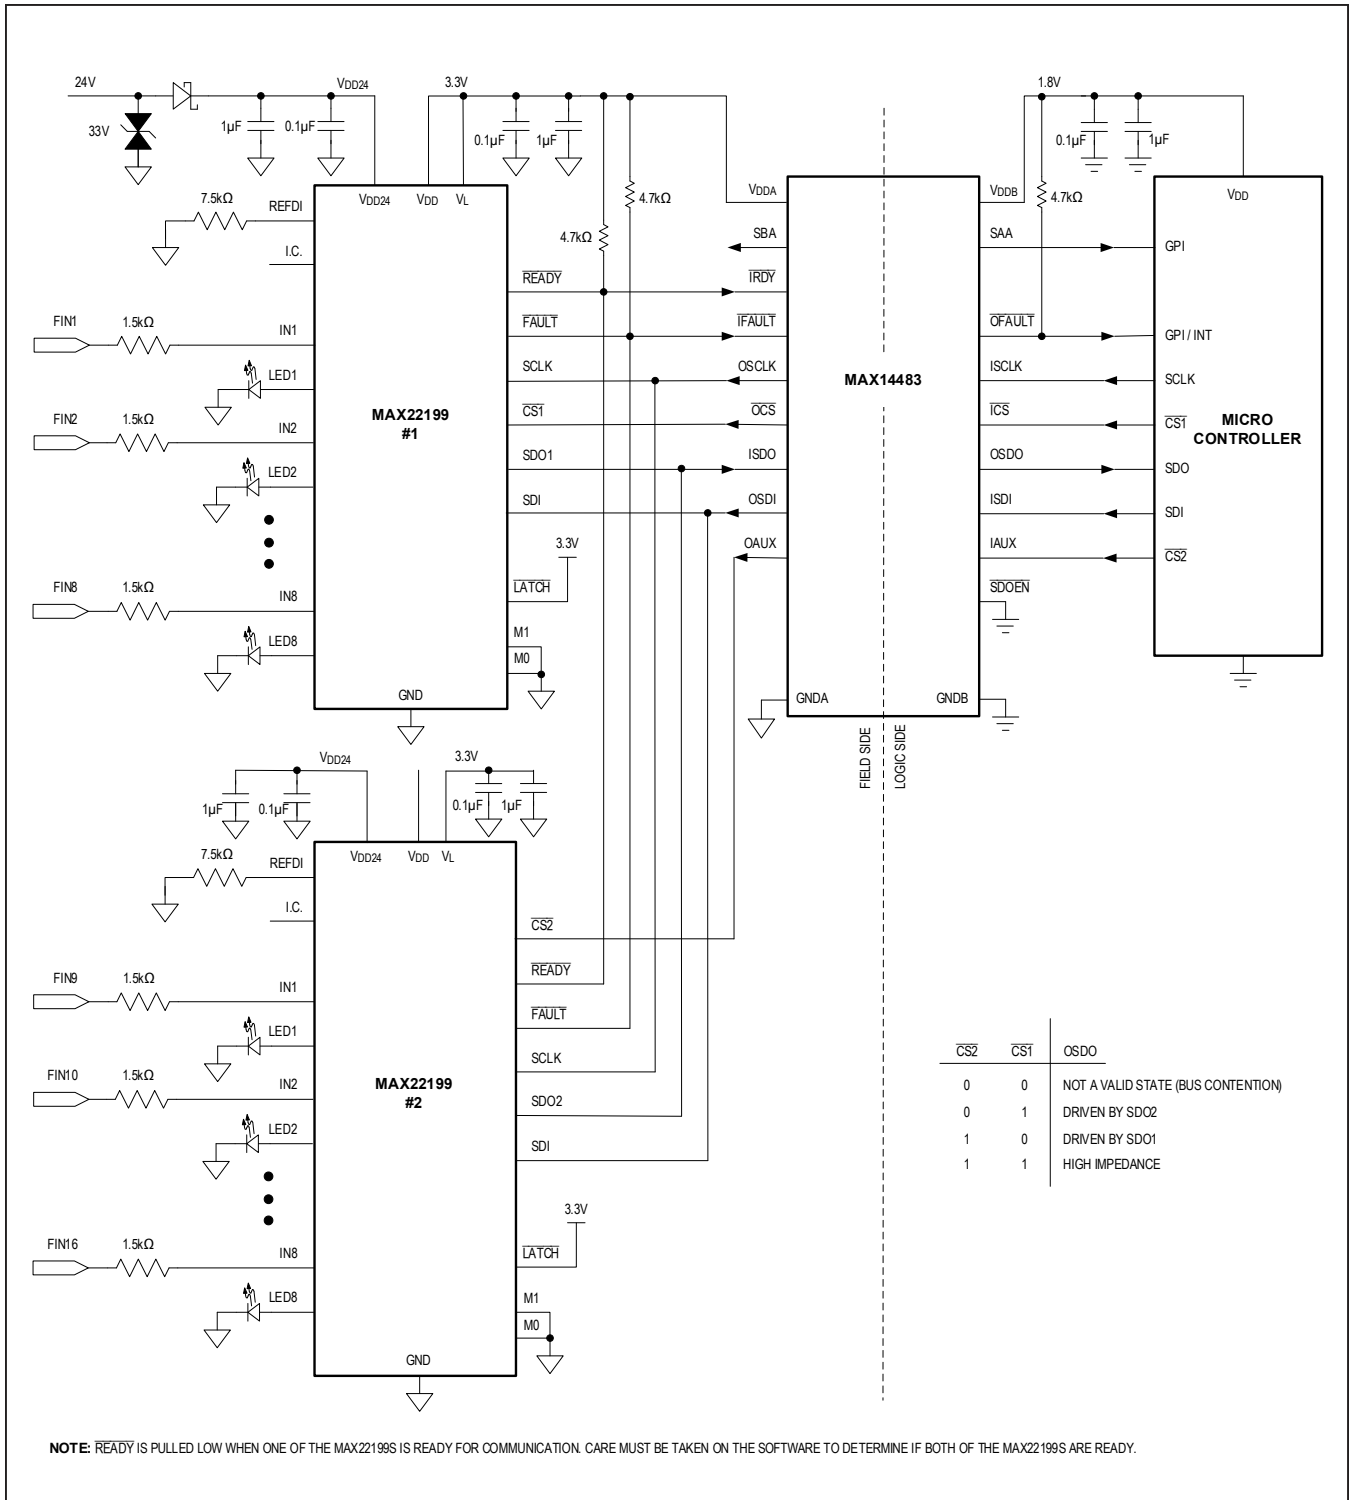 24V
VDD24
3.3V
1.8V
33V
1µF
0.1µF
0.1µF
1µF
0.1µF
1µF
7.5kΩ
REFDI
VDD24
VDD
VL
4.7kΩ
4.7kΩ
VDDA
VDDB
4.7kΩ
VDD
I.C.
SBA
SAA
GPI
READY
IRDY
FIN1
1.5kΩ
IN1
FAULT
IFAULT
OFAULT
GPI / INT
LED1
SCLK
OSCLK
MAX14483
ISCLK
SCLK
FIN2
1.5kΩ
IN2
MAX22199
#1
CS1
OCS
ICS
CS1
MICRO
CONTROLLER
LED2
SDO1
ISDO
OSDO
SDO
SDI
OSDI
ISDI
SDI
3.3V
OAUX
IAUX
CS2
FIN8
1.5kΩ
IN8
LATCH
SDOEN
LED8
M1
M0
GND
GNDA
GNDB
FIELD SIDE
LOGIC SIDE
VDD24
3.3V
1µF
0.1µF
0.1µF
1µF
7.5kΩ
REFDI
VDD24
VDD
VL
I.C.
CS2
FIN9
1.5kΩ
IN1
READY
LED1
FAULT
SCLK
FIN10
1.5kΩ
IN2
MAX22199
#2
SDO2
LED2
SDI
CS2 CS1 OSDO
0 0 NOT A VALID STATE (BUS CONTENTION)
0 1 DRIVEN BY SDO2
1 0 DRIVEN BY SDO1
1 1 HIGH IMPEDANCE
3.3V
FIN16
1.5kΩ
IN8
LATCH
LED8
M1
M0
GND
NOTE: READY IS PULLED LOW WHEN ONE OF THE MAX22199S IS READY FOR COMMUNICATION. CARE MUST BE TAKEN ON THE SOFTWARE TO DETERMINE IF BOTH OF THE MAX22199S ARE READY.